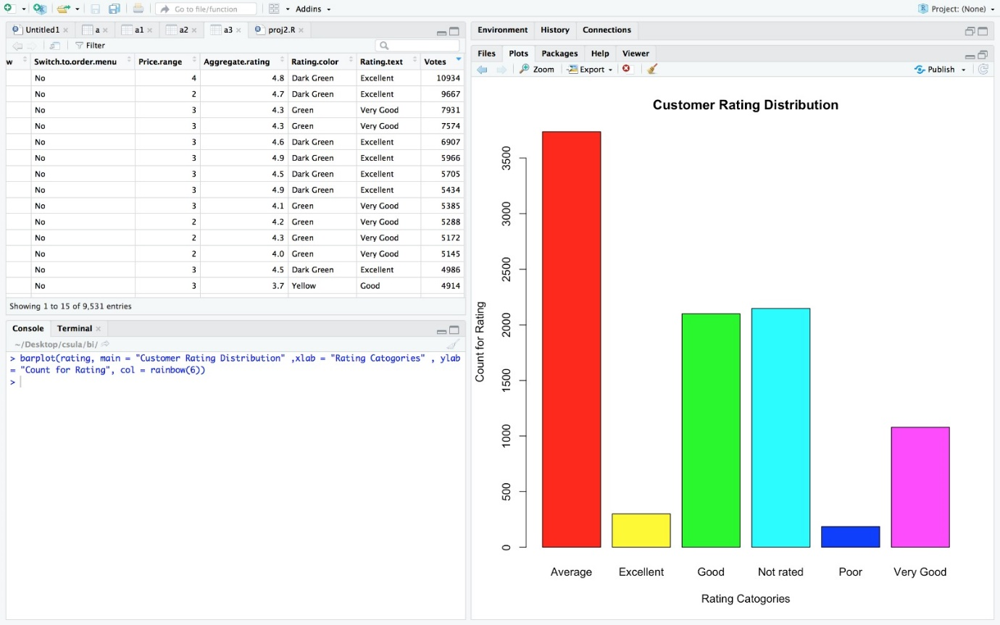 Go to file/function
Addins
Project: (None)
Untitled1
a
a1
a2
a3
proj2.R
Filter
w Switch.to.order.menu Price.range Aggregate.rating Rating.color Rating.text Votes
No 4 4.8 Dark Green Excellent 10934
No 2 4.7 Dark Green Excellent 9667
No 3 4.3 Green Very Good 7931
No 3 4.3 Green Very Good 7574
No 3 4.6 Dark Green Excellent 6907
No 3 4.9 Dark Green Excellent 5966
No 3 4.5 Dark Green Excellent 5705
No 3 4.9 Dark Green Excellent 5434
No 3 4.1 Green Very Good 5385
No 2 4.2 Green Very Good 5288
No 2 4.3 Green Very Good 5172
No 2 4.0 Green Very Good 5145
No 3 4.5 Dark Green Excellent 4986
No 3 3.7 Yellow Good 4914
Showing 1 to 15 of 9,531 entries
Console Terminal
~/Desktop/csula/bi/
> barplot(rating, main = "Customer Rating Distribution" ,xlab = "Rating Catogories" , ylab
= "Count for Rating", col = rainbow(6))
>
Environment History Connections
Files Plots Packages Help Viewer
Zoom Export Publish
Customer Rating Distribution
Count for Rating
3500
3000
2500
2000
1500
1000
500
0
Average Excellent Good Not rated Poor Very Good
Rating Catogories